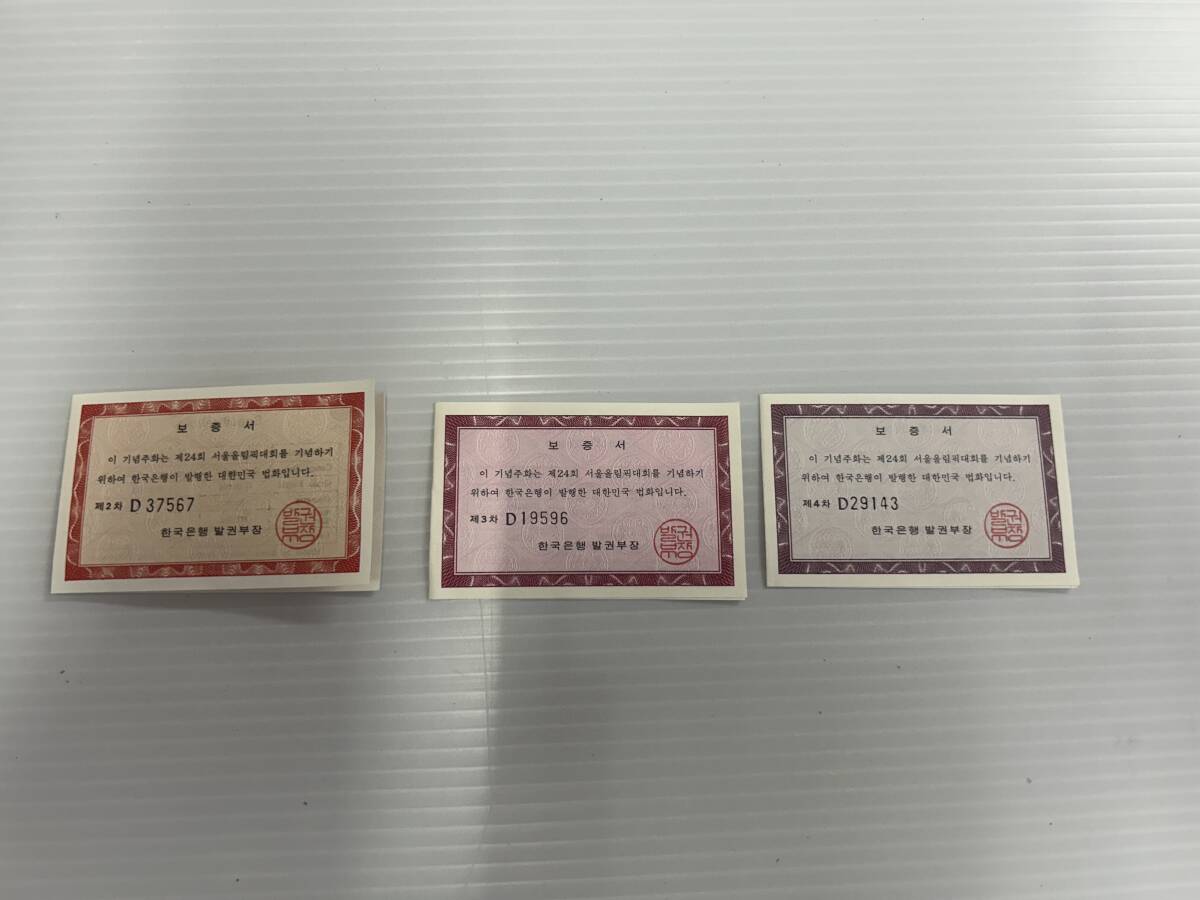 보 증 서
이 기념주화는 제24회 서울올림픽대회를 기념하기
위하여 한국은행이 발행한 대한민국 법화입니다.
제2차 D 37567
한국은행 발권부장
보 증 서
이 기념주화는 제24회 서울올림픽대회를 기념하기
위하여 한국은행이 발행한 대한민국 법화입니다.
제3차 D19596
한국은행 발권부장
보 증 서
이 기념주화는 제24회 서울올림픽대회를 기념하기
위하여 한국은행이 발행한 대한민국 법화입니다.
제4차 D29143
한국은행 발권부장